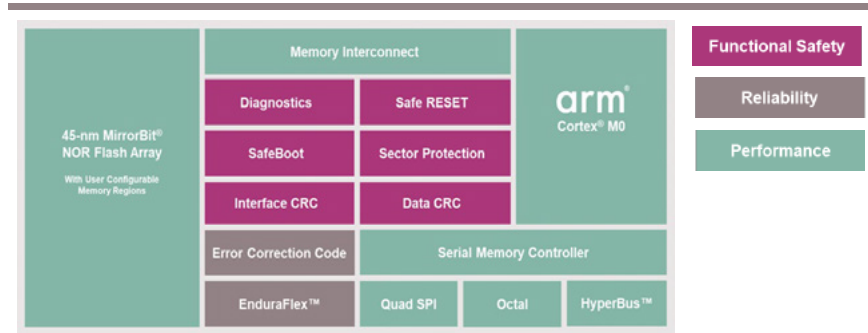 45-nm MirrorBit®
NOR Flash Array
With User Configurable
Memory Regions
Memory Interconnect
Diagnostics
Safe RESET
SafeBoot
Sector Protection
Interface CRC
Data CRC
arm®
Cortex® M0
Error Correction Code
Serial Memory Controller
EnduraFlex™
Quad SPI
Octal
HyperBus™
Functional Safety
Reliability
Performance